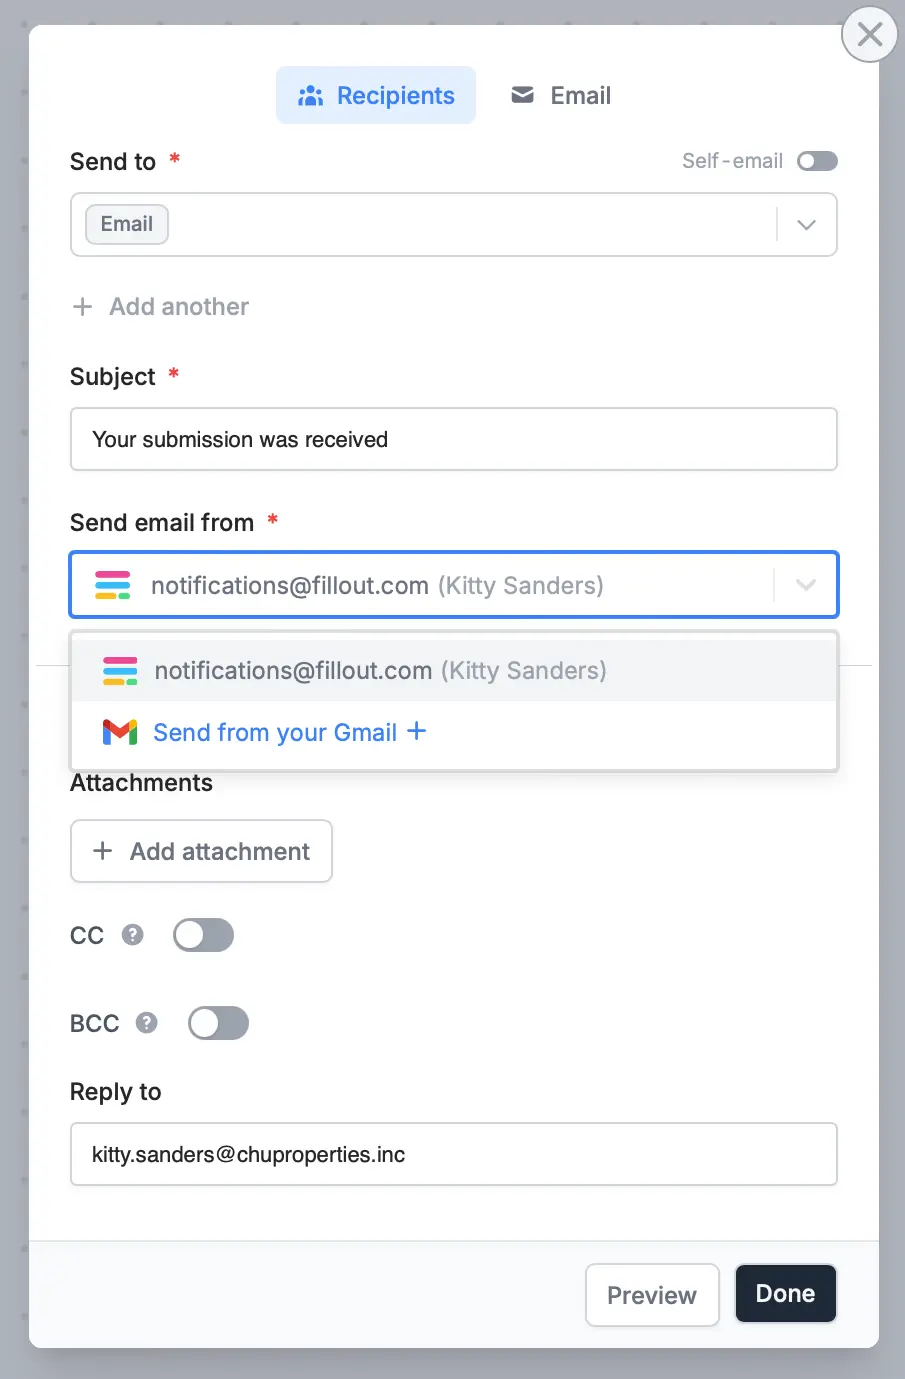 Recipients Email
Send to *
Self-email
Email
+ Add another
Subject *
Your submission was received
Send email from *
notifications@fillout.com (Kitty Sanders)
notifications@fillout.com (Kitty Sanders)
Send from your Gmail +
Attachments
+ Add attachment
CC ?
BCC ?
Reply to
kitty.sanders@chuproperties.inc
Preview Done